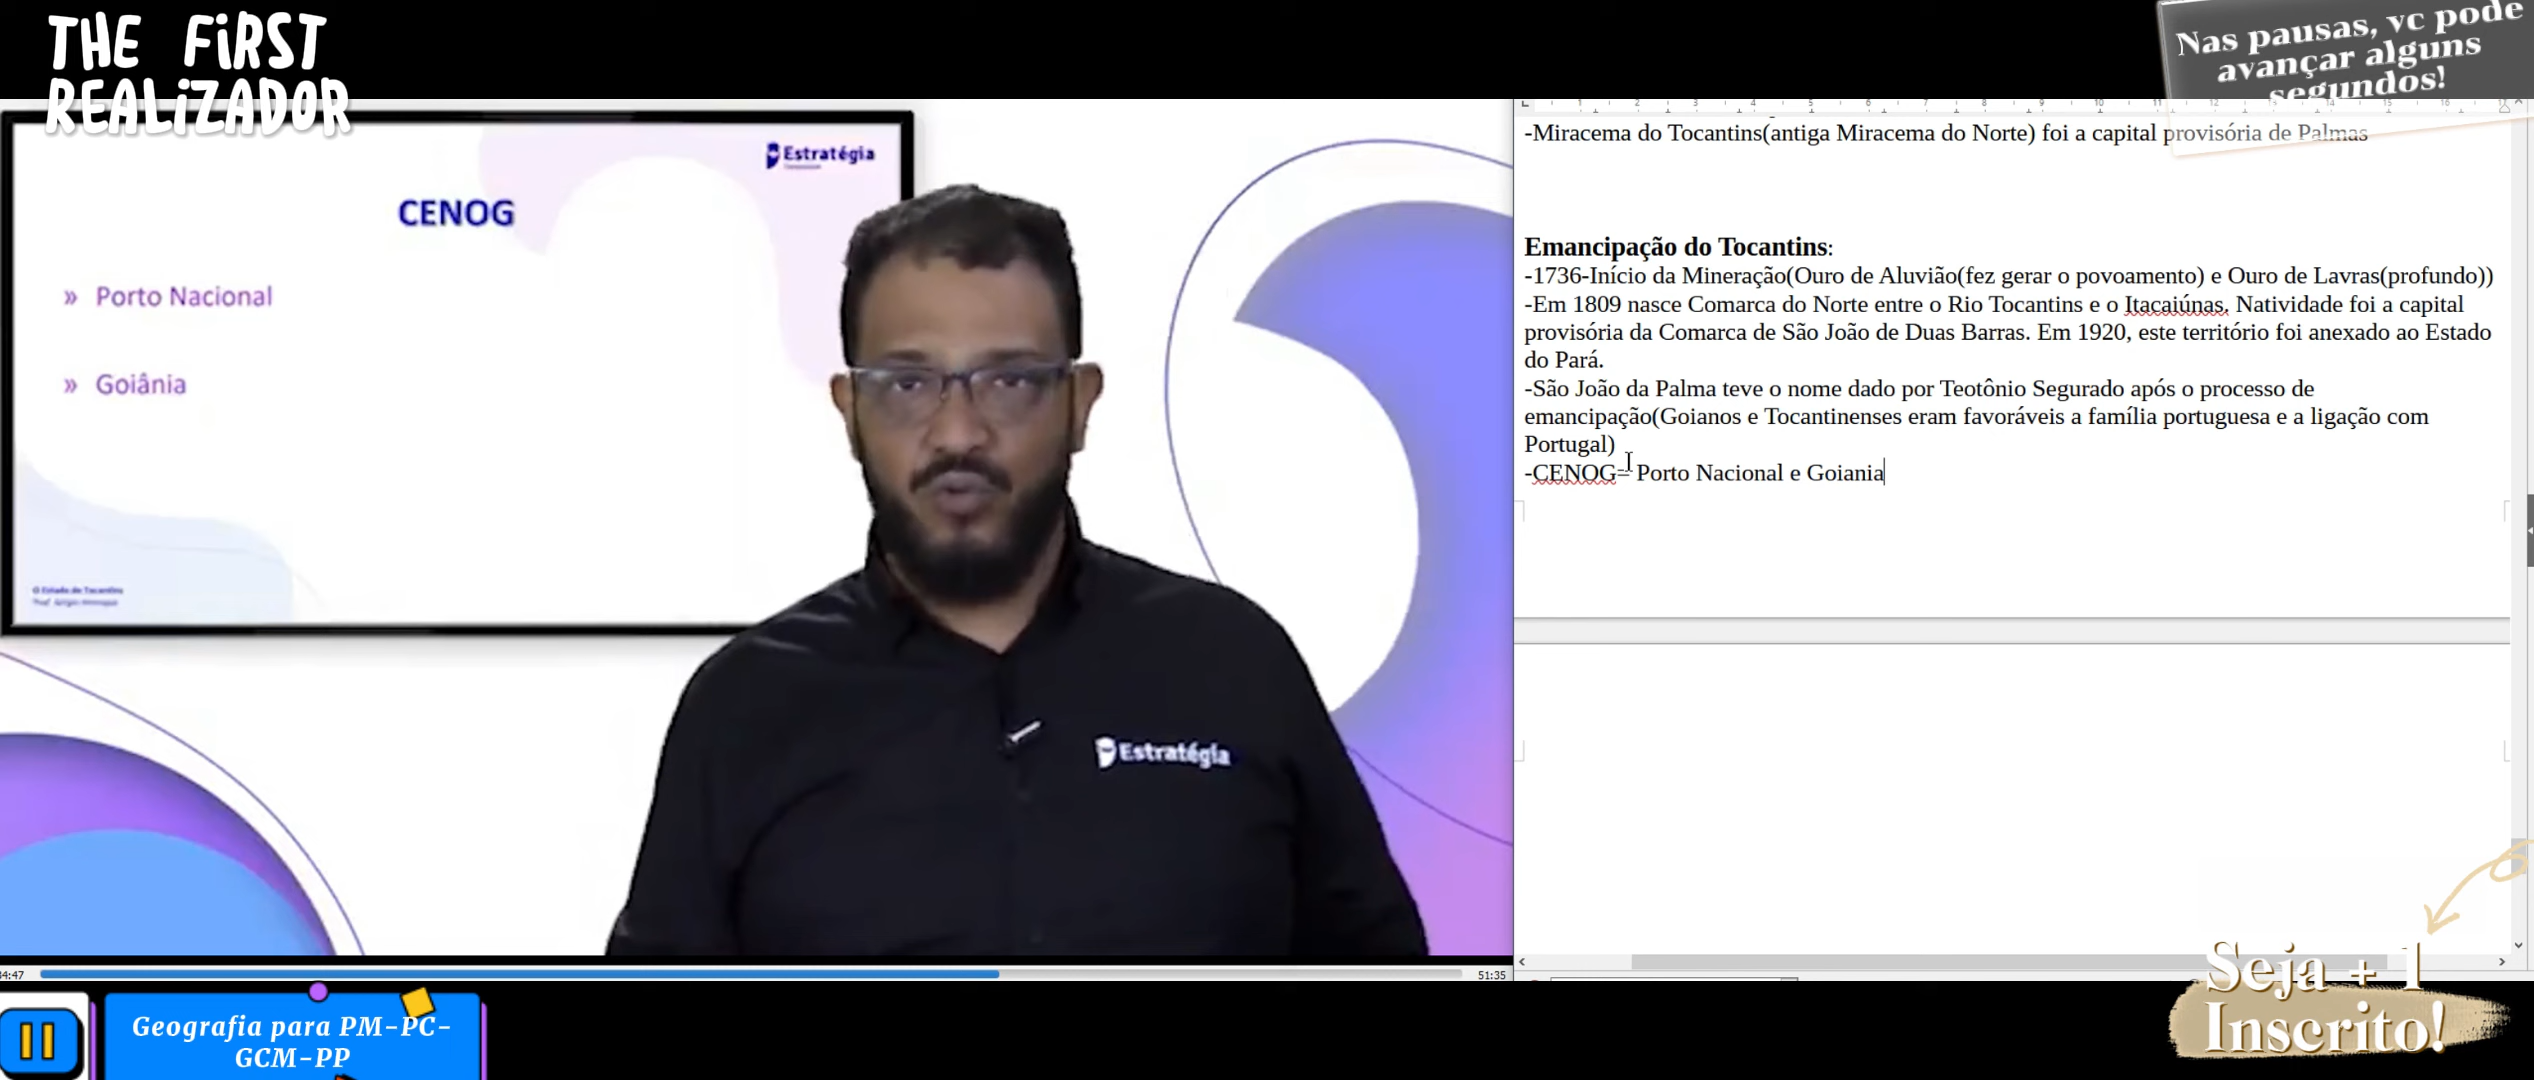 THE FiRST
REALiZADOR
Nas pausas, vc pode
avançar alguns
segundos!
Estratégia
CENOG
» Porto Nacional
» Goiânia
O Estado de Tocantins
Estratégia
-Miracema do Tocantins(antiga Miracema do Norte) foi a capital provisória de Palmas
Emancipação do Tocantins:
-1736-Início da Mineração(Ouro de Aluvião(fez gerar o povoamento) e Ouro de Lavras(profundo))
-Em 1809 nasce Comarca do Norte entre o Rio Tocantins e o Itacaiúnas. Natividade foi a capital
provisória da Comarca de São João de Duas Barras. Em 1920, este território foi anexado ao Estado
do Pará.
-São João da Palma teve o nome dado por Teotônio Segurado após o processo de
emancipação(Goianos e Tocantinenses eram favoráveis a família portuguesa e a ligação com
Portugal)
-CENOG= Porto Nacional e Goiania
34:47
51:35
Geografia para PM-PC-
GCM-PP
Seja + 1
Inscrito!